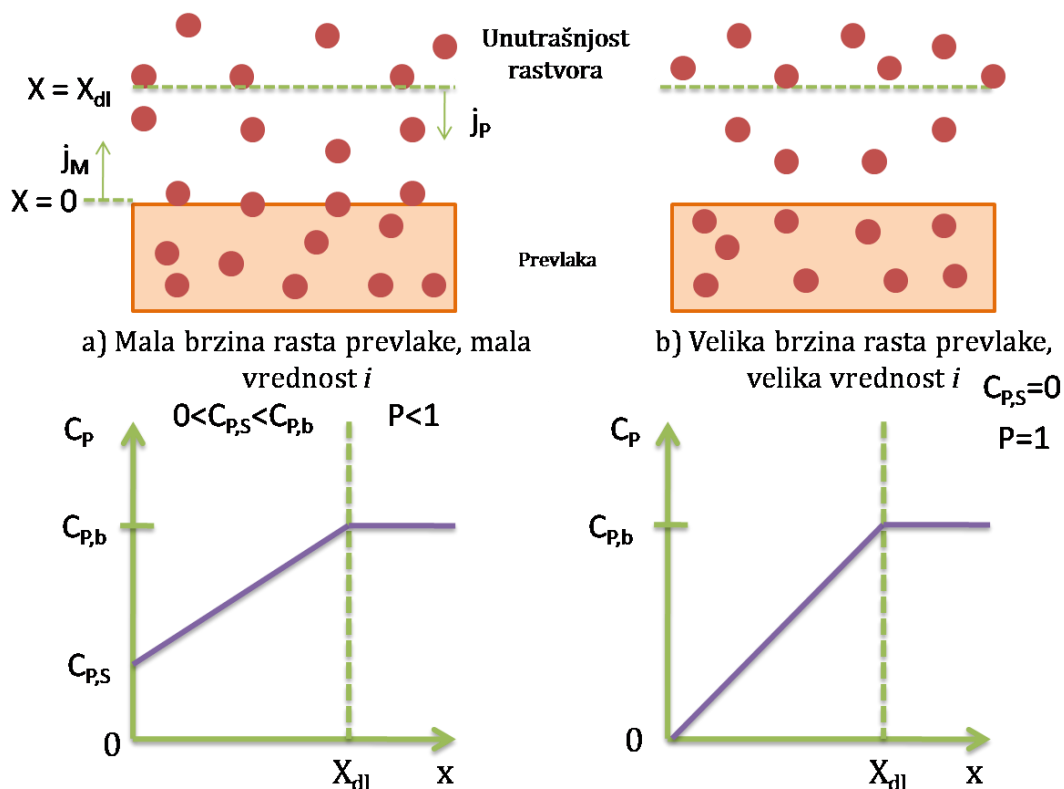 Unutrašnjost
rastvora
X = X_dl
j_P
j_M
X = 0
Prevlaka
a) Mala brzina rasta prevlake, mala
vrednost i
b) Velika brzina rasta prevlake,
velika vrednost i
0<C_P,S<C_P,b
P<1
C_P
C_P,b
C_P,S
0
X_dl
x
C_P,S=0
P=1
C_P
C_P,b
0
X_dl
x